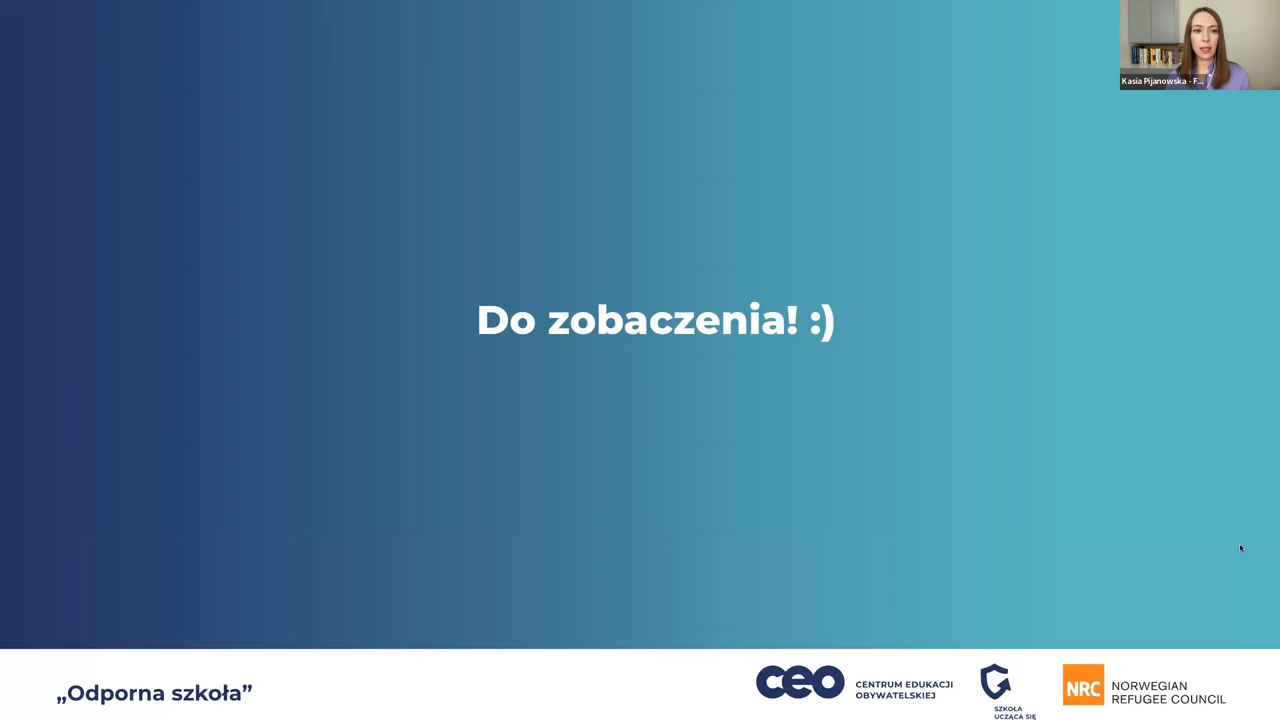 Kasia Pijanowska - F...
Do zobaczenia! :)
„Odporna szkoła”
ceo
CENTRUM EDUKACJI
OBYWATELSKIEJ
SZKOŁA
UCZĄCA SIĘ
NRC
NORWEGIAN
REFUGEE COUNCIL